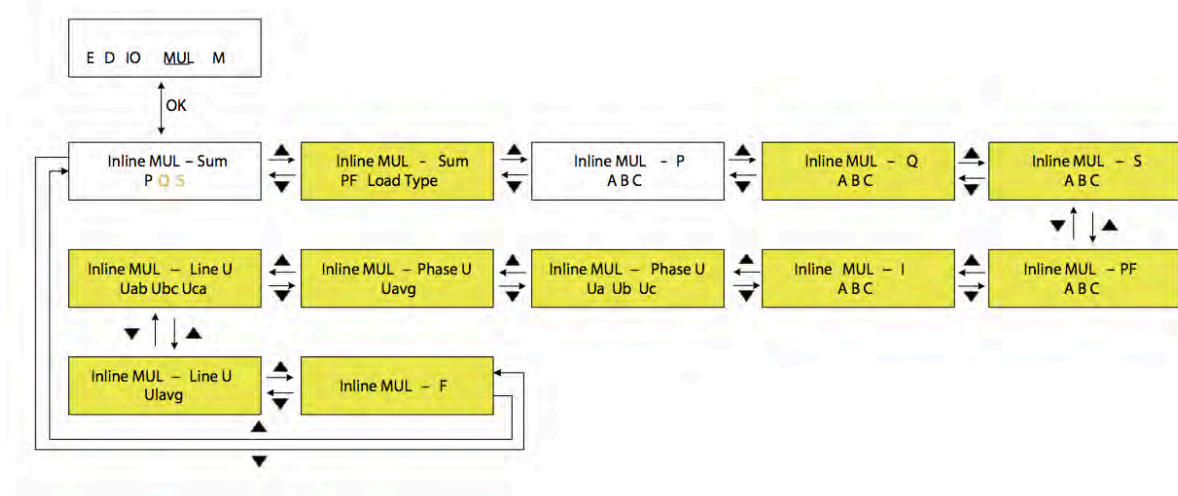 E D IO MUL M
OK
Inline MUL – Sum
P Q S
Inline MUL - Sum
PF Load Type
Inline MUL - P
A B C
Inline MUL – Q
A B C
Inline MUL – S
A B C
Inline MUL – Line U
Uab Ubc Uca
Inline MUL – Phase U
Uavg
Inline MUL – Phase U
Ua Ub Uc
Inline MUL – I
A B C
Inline MUL – PF
A B C
Inline MUL – Line U
Ulavg
Inline MUL – F